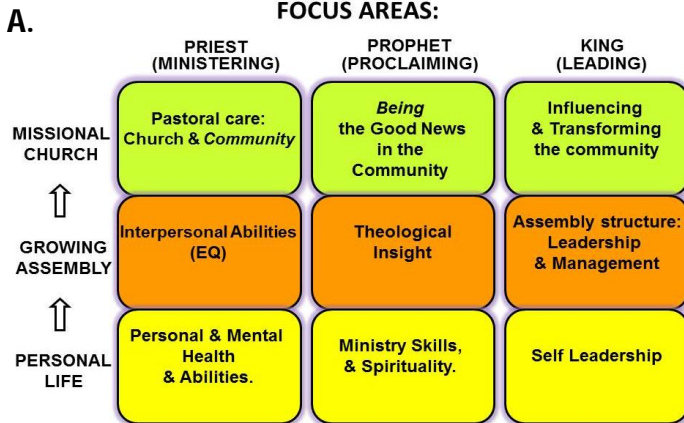 A.
FOCUS AREAS:
PRIEST
(MINISTERING)
PROPHET
(PROCLAIMING)
KING
(LEADING)
MISSIONAL
CHURCH
Pastoral care:
Church & Community
Being
the Good News
in the
Community
Influencing
& Transforming
the community
GROWING
ASSEMBLY
Interpersonal Abilities
(EQ)
Theological
Insight
Assembly structure:
Leadership
& Management
PERSONAL
LIFE
Personal & Mental
Health
& Abilities.
Ministry Skills,
& Spirituality.
Self Leadership